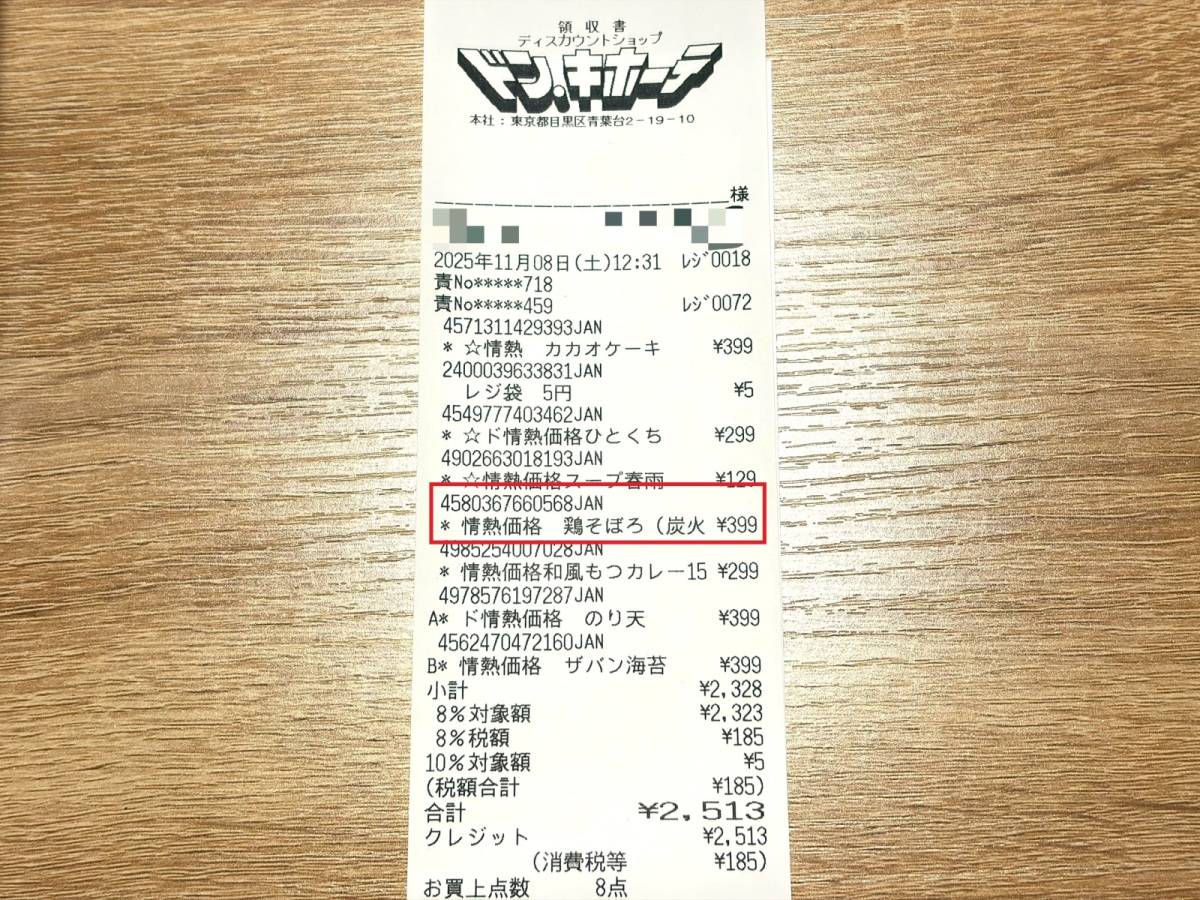 領収書
ディスカウントショップ
ドン.キホーテ
本社:東京都目黒区青葉台2-19-10
様
2025年11月08日(土)12:31 ﾚｼﾞ0018
責No*****718
責No*****459 ﾚｼﾞ0072
4571311429393JAN
* ☆情熱 カカオケーキ ¥399
2400039633831JAN
レジ袋 5円 ¥5
4549777403462JAN
* ☆ド情熱価格ひとくち ¥299
4902663018193JAN
* ☆情熱価格スープ春雨 ¥129
4580367660568JAN
* 情熱価格 鶏そぼろ(炭火 ¥399
4985254007028JAN
* 情熱価格和風もつカレー15 ¥299
4978576197287JAN
A* ド情熱価格 のり天 ¥399
4562470472160JAN
B* 情熱価格 ザバン海苔 ¥399
小計 ¥2,328
8%対象額 ¥2,323
8%税額 ¥185
10%対象額 ¥5
(税額合計 ¥185)
合計 ¥2,513
クレジット ¥2,513
(消費税等 ¥185)
お買上点数 8点